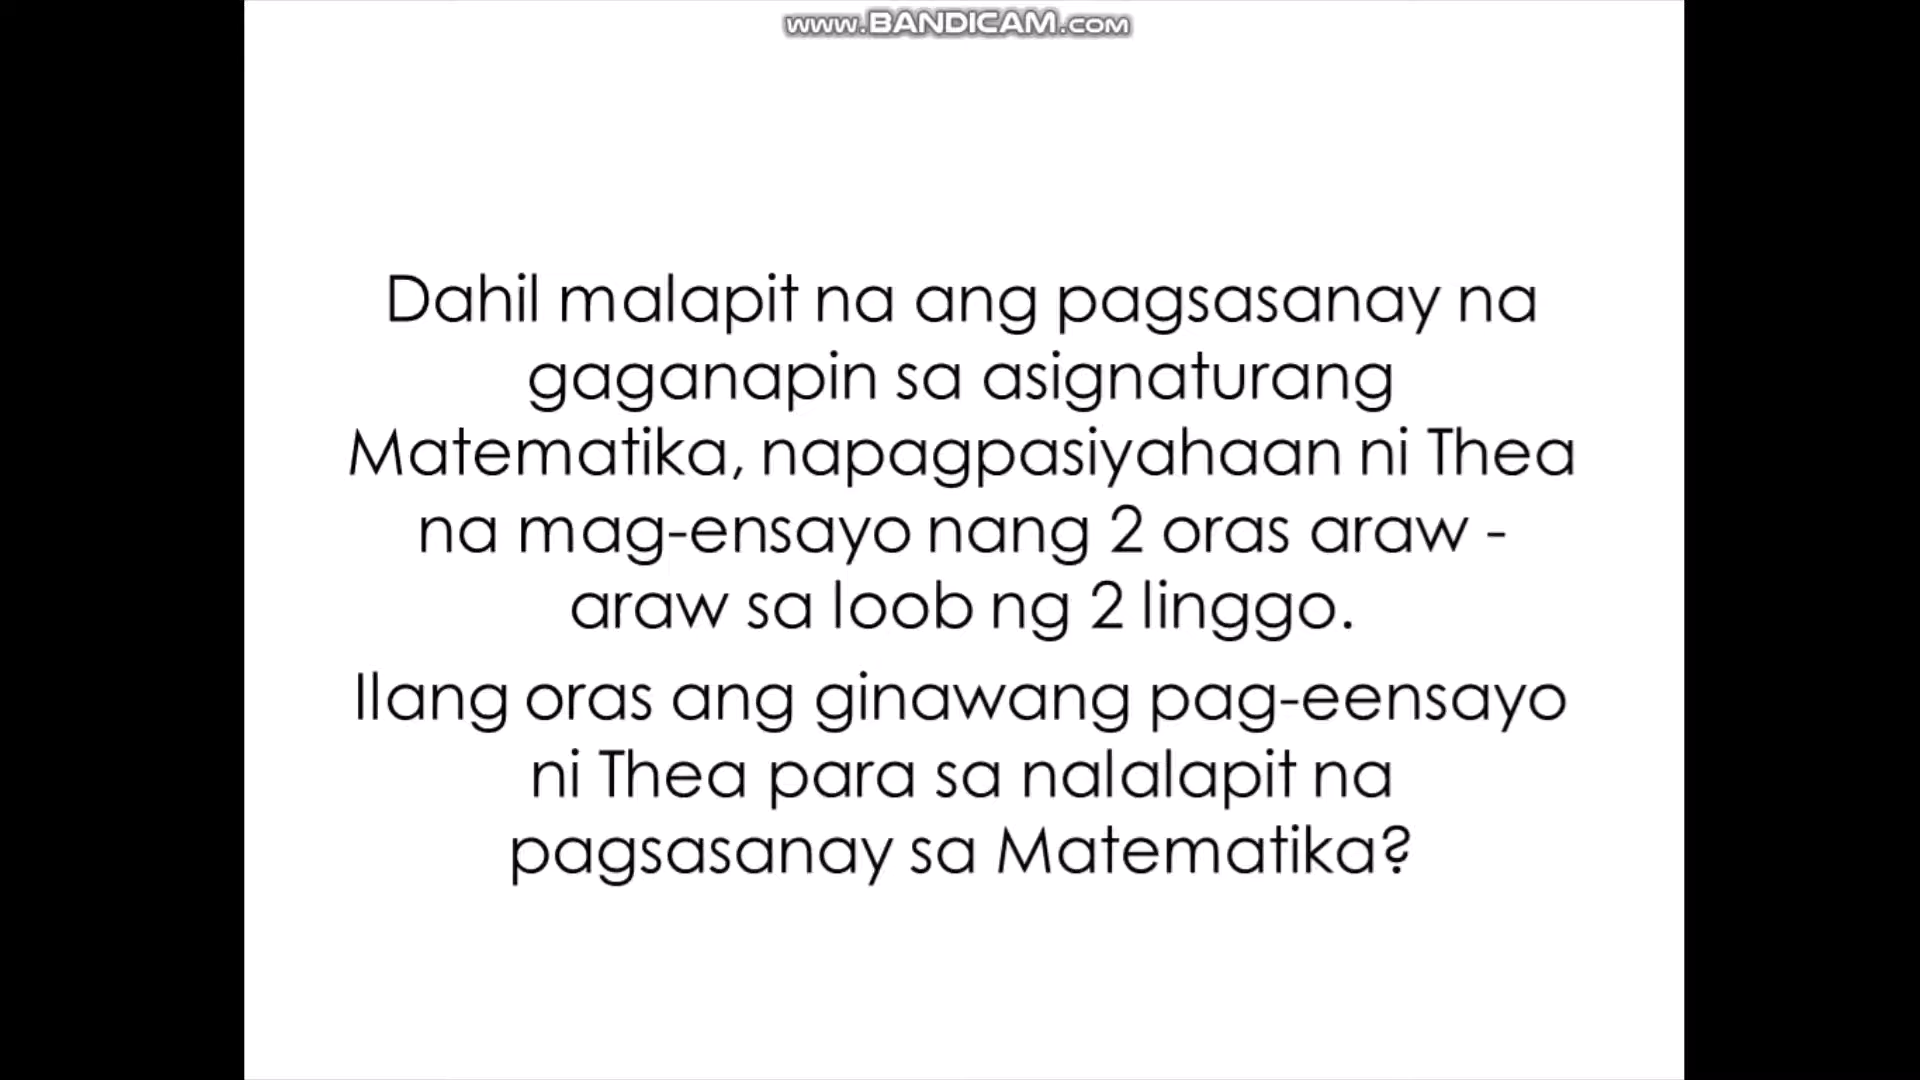 www.BANDICAM.com
Dahil malapit na ang pagsasanay na
gaganapin sa asignaturang
Matematika, napagpasiyahaan ni Thea
na mag-ensayo nang 2 oras araw -
araw sa loob ng 2 linggo.
Ilang oras ang ginawang pag-eensayo
ni Thea para sa nalalapit na
pagsasanay sa Matematika?